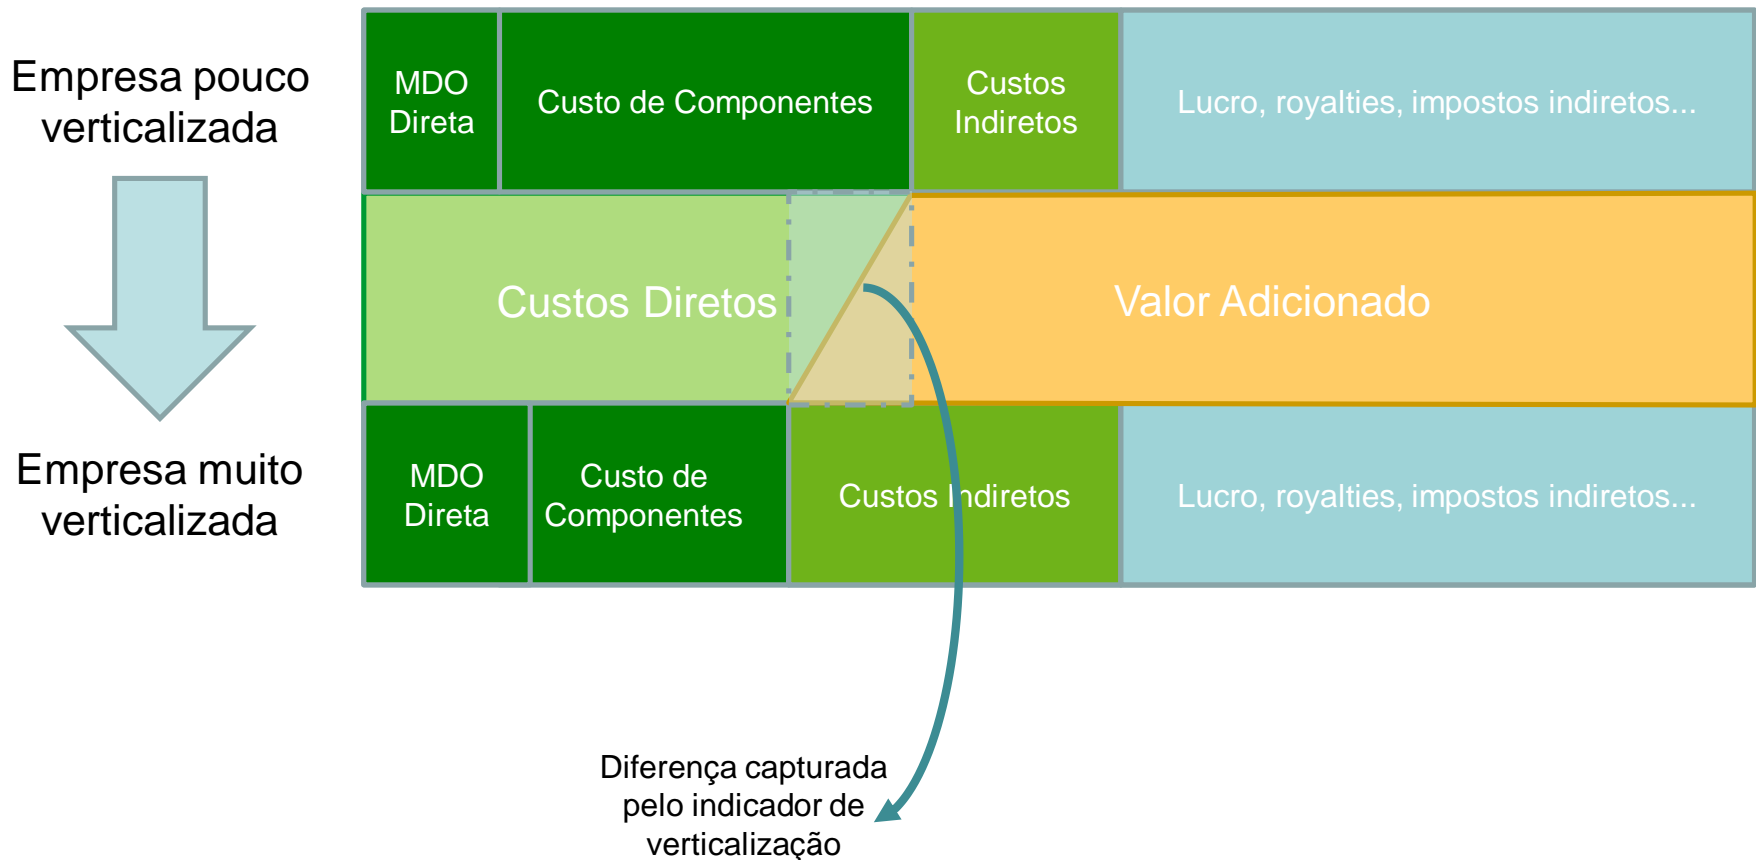 Empresa pouco
verticalizada
MDO
Direta
Custo de Componentes
Custos
Indiretos
Lucro, royalties, impostos indiretos...
Custos Diretos
Valor Adicionado
Empresa muito
verticalizada
MDO
Direta
Custo de
Componentes
Custos Indiretos
Lucro, royalties, impostos indiretos...
Diferença capturada
pelo indicador de
verticalização